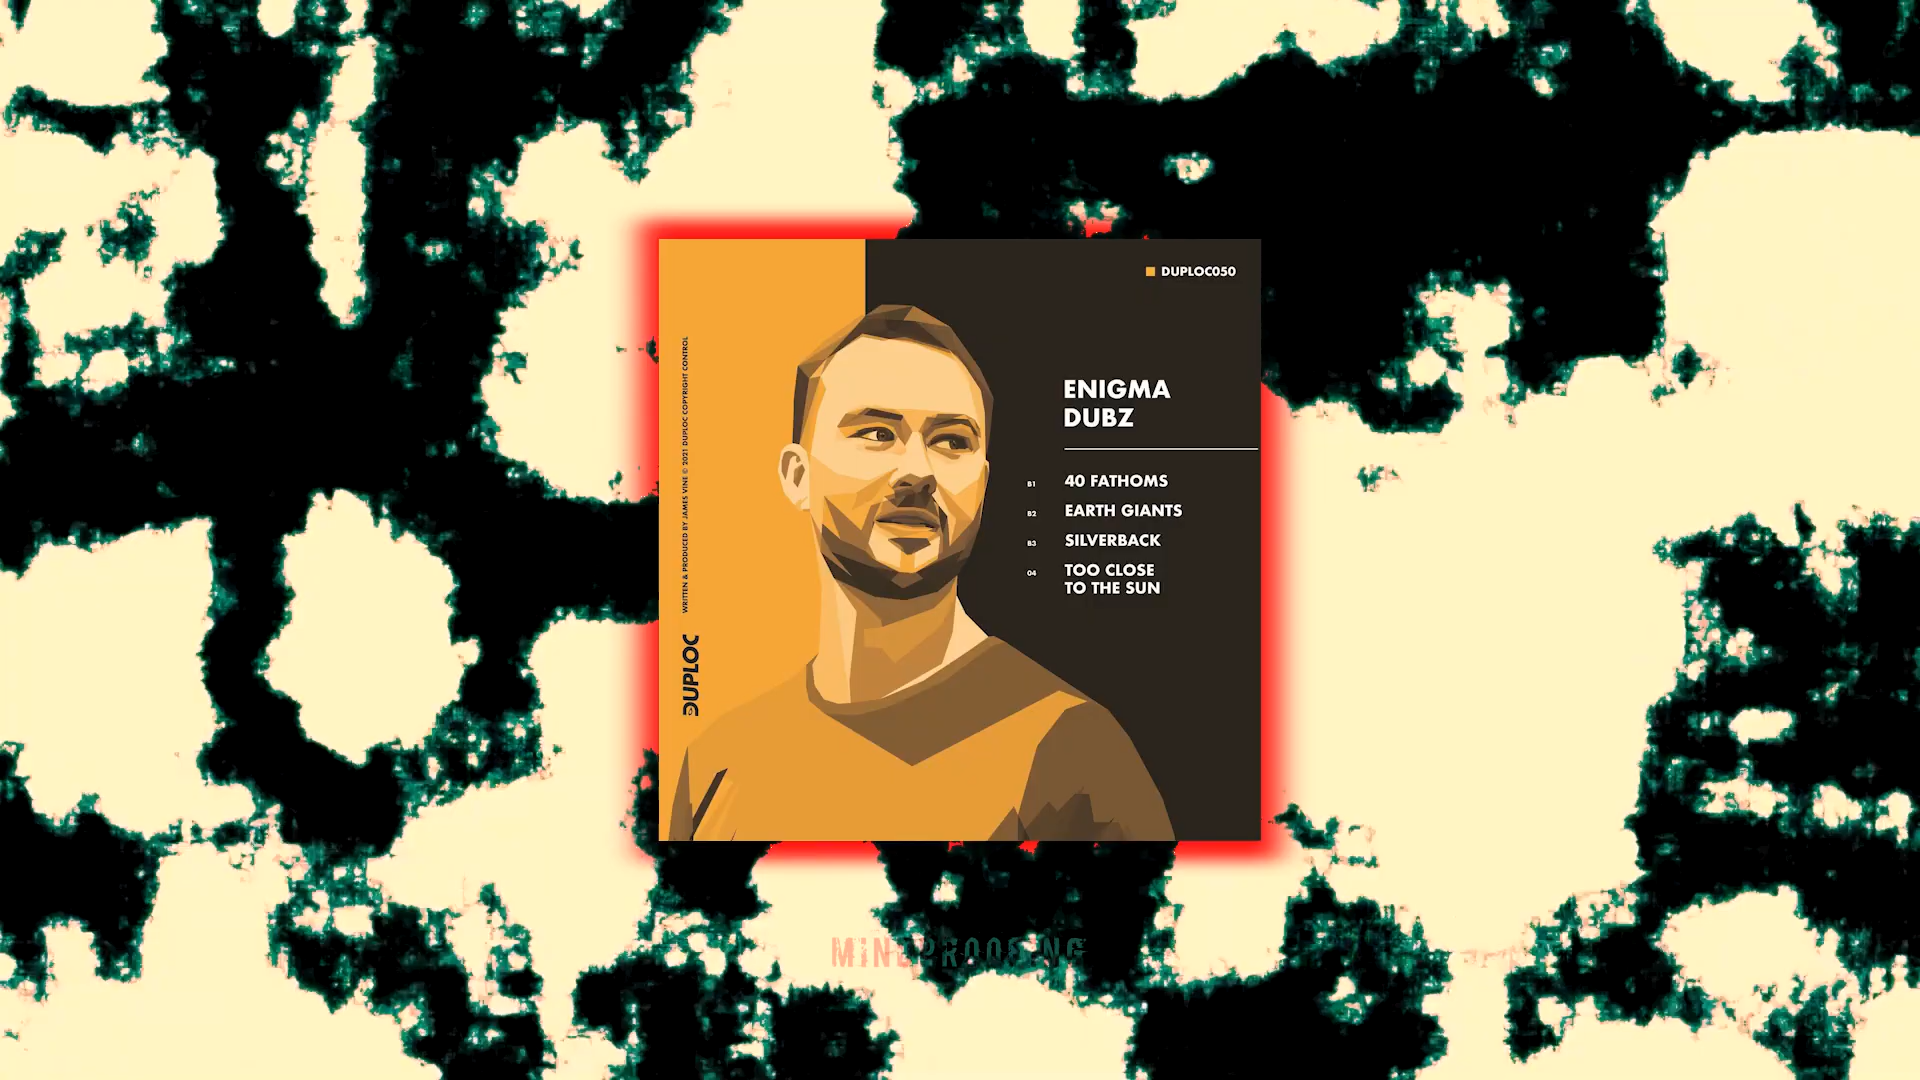 DUPLOC050
ENIGMA
DUBZ
B1 40 FATHOMS
B2 EARTH GIANTS
B3 SILVERBACK
04 TOO CLOSE
TO THE SUN
WRITTEN & PRODUCED BY JAMES VINE © 2021 DUPLOC COPYRIGHT CONTROL
DUPLOC
MINDPROOFING